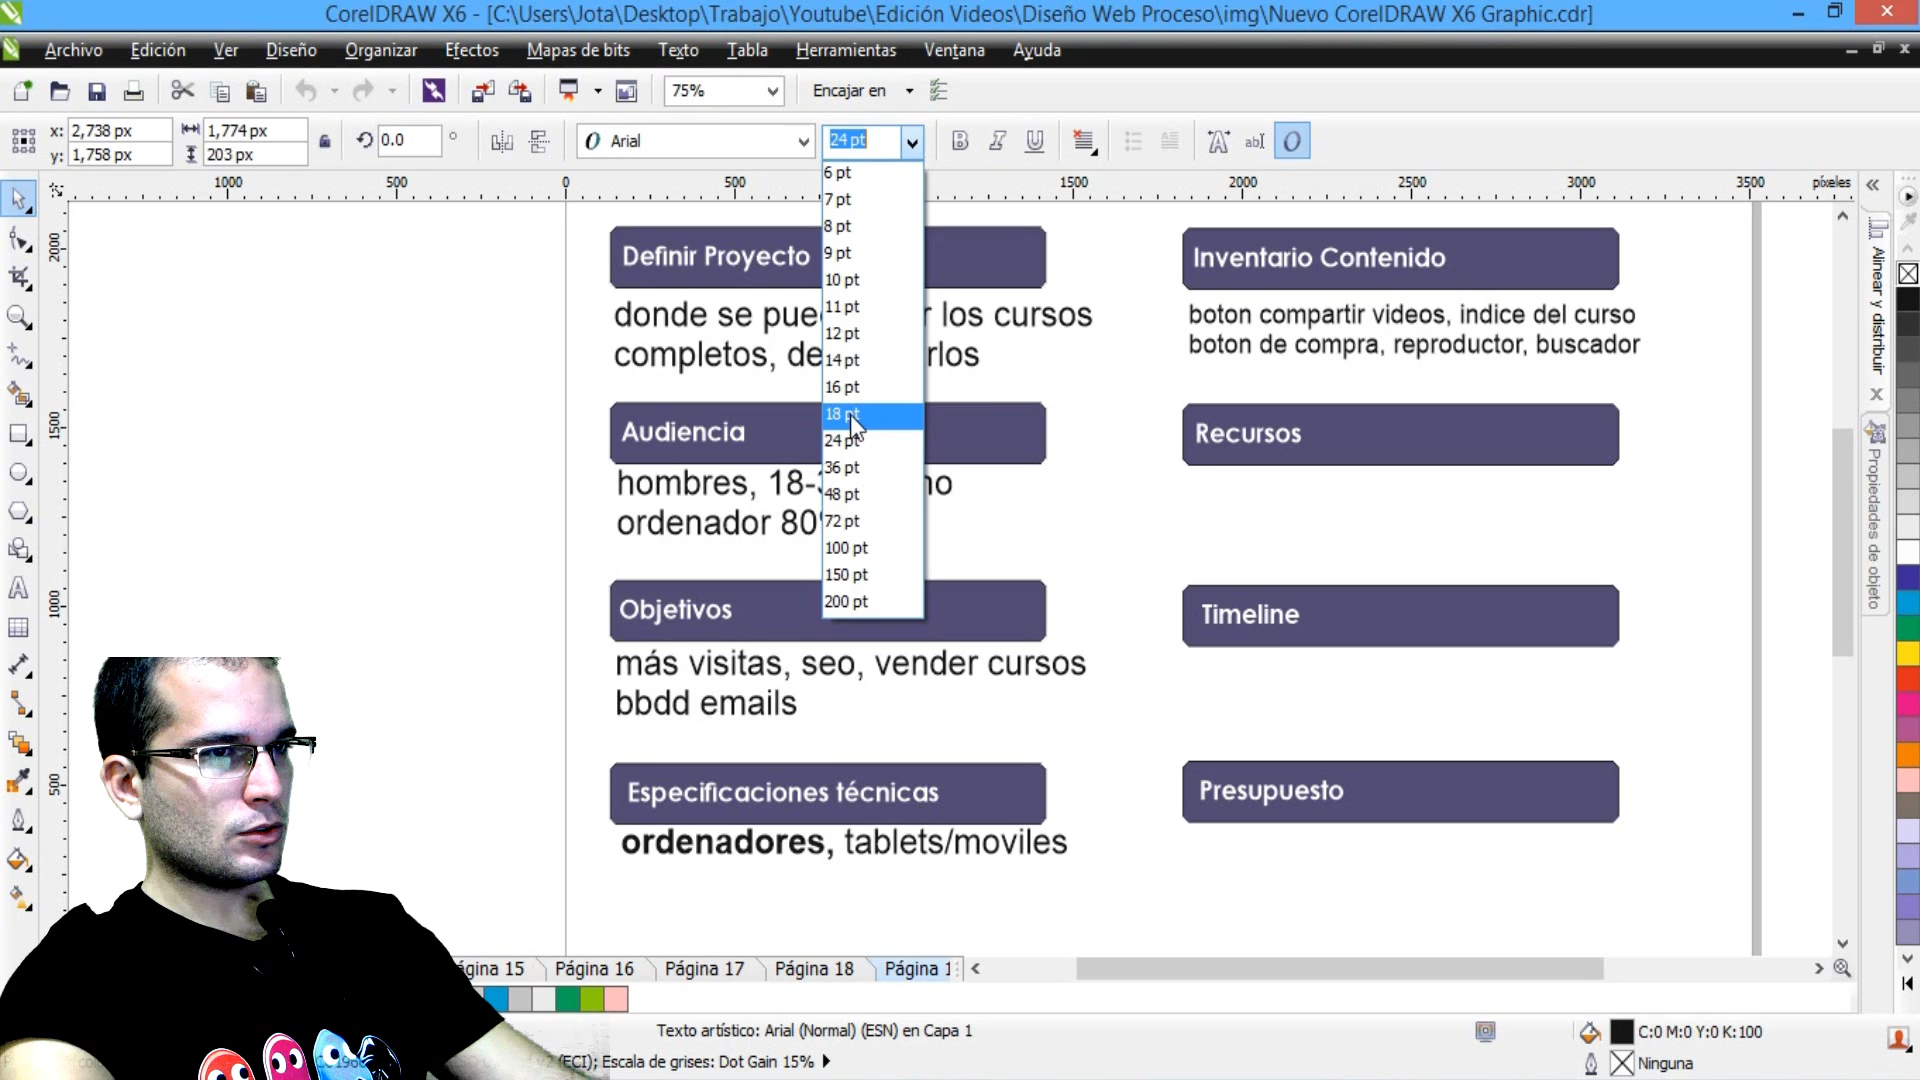 CorelDRAW X6 - [C:\Users\Jota\Desktop\Trabajo\Youtube\Edición Videos\Diseño Web Proceso\img\Nuevo CorelDRAW X6 Graphic.cdr]
Archivo Edición Ver Diseño Organizar Efectos Mapas de bits Texto Tabla Herramientas Ventana Ayuda
75% Encajar en
x: 2,738 px 1,774 px 0.0 ° Arial 24 pt
y: 1,758 px 203 px
6 pt
7 pt
8 pt
9 pt
10 pt
11 pt
12 pt
14 pt
16 pt
18 pt
24 pt
36 pt
48 pt
72 pt
100 pt
150 pt
200 pt
1000 500 0 500 1500 2000 2500 3000 3500 píxeles
2000
1500
1000
500
Definir Proyecto
donde se los cursos
completos,
Audiencia
hombres,
ordenador
Objetivos
más visitas, seo, vender cursos
bbdd emails
Especificaciones técnicas
ordenadores, tablets/moviles
Inventario Contenido
boton compartir videos, indice del curso
boton de compra, reproductor, buscador
Recursos
Timeline
Presupuesto
Alinear y distribuir
Propiedades de objeto
15 Página 16 Página 17 Página 18 Página
Texto artístico: Arial (Normal) (ESN) en Capa 1
C:0 M:0 Y:0 K:100
(ECI); Escala de grises: Dot Gain 15%
Ninguna